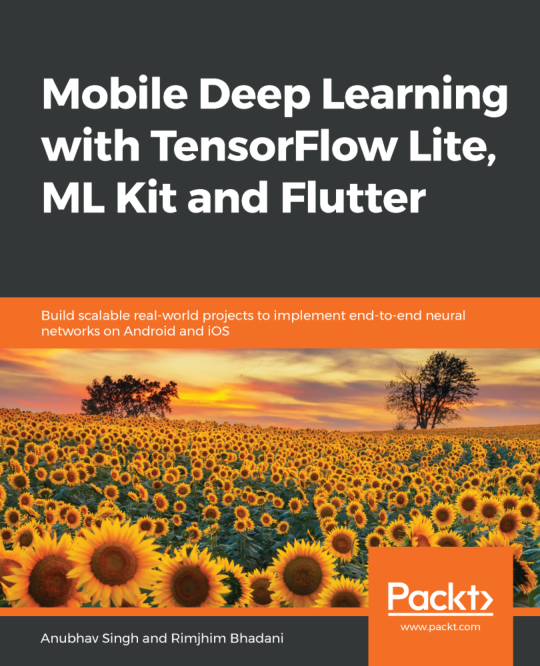 Mobile Deep Learning
with TensorFlow Lite,
ML Kit and Flutter
Build scalable real-world projects to implement end-to-end neural
networks on Android and iOS
Packt>
www.packt.com
Anubhav Singh and Rimjhim Bhadani